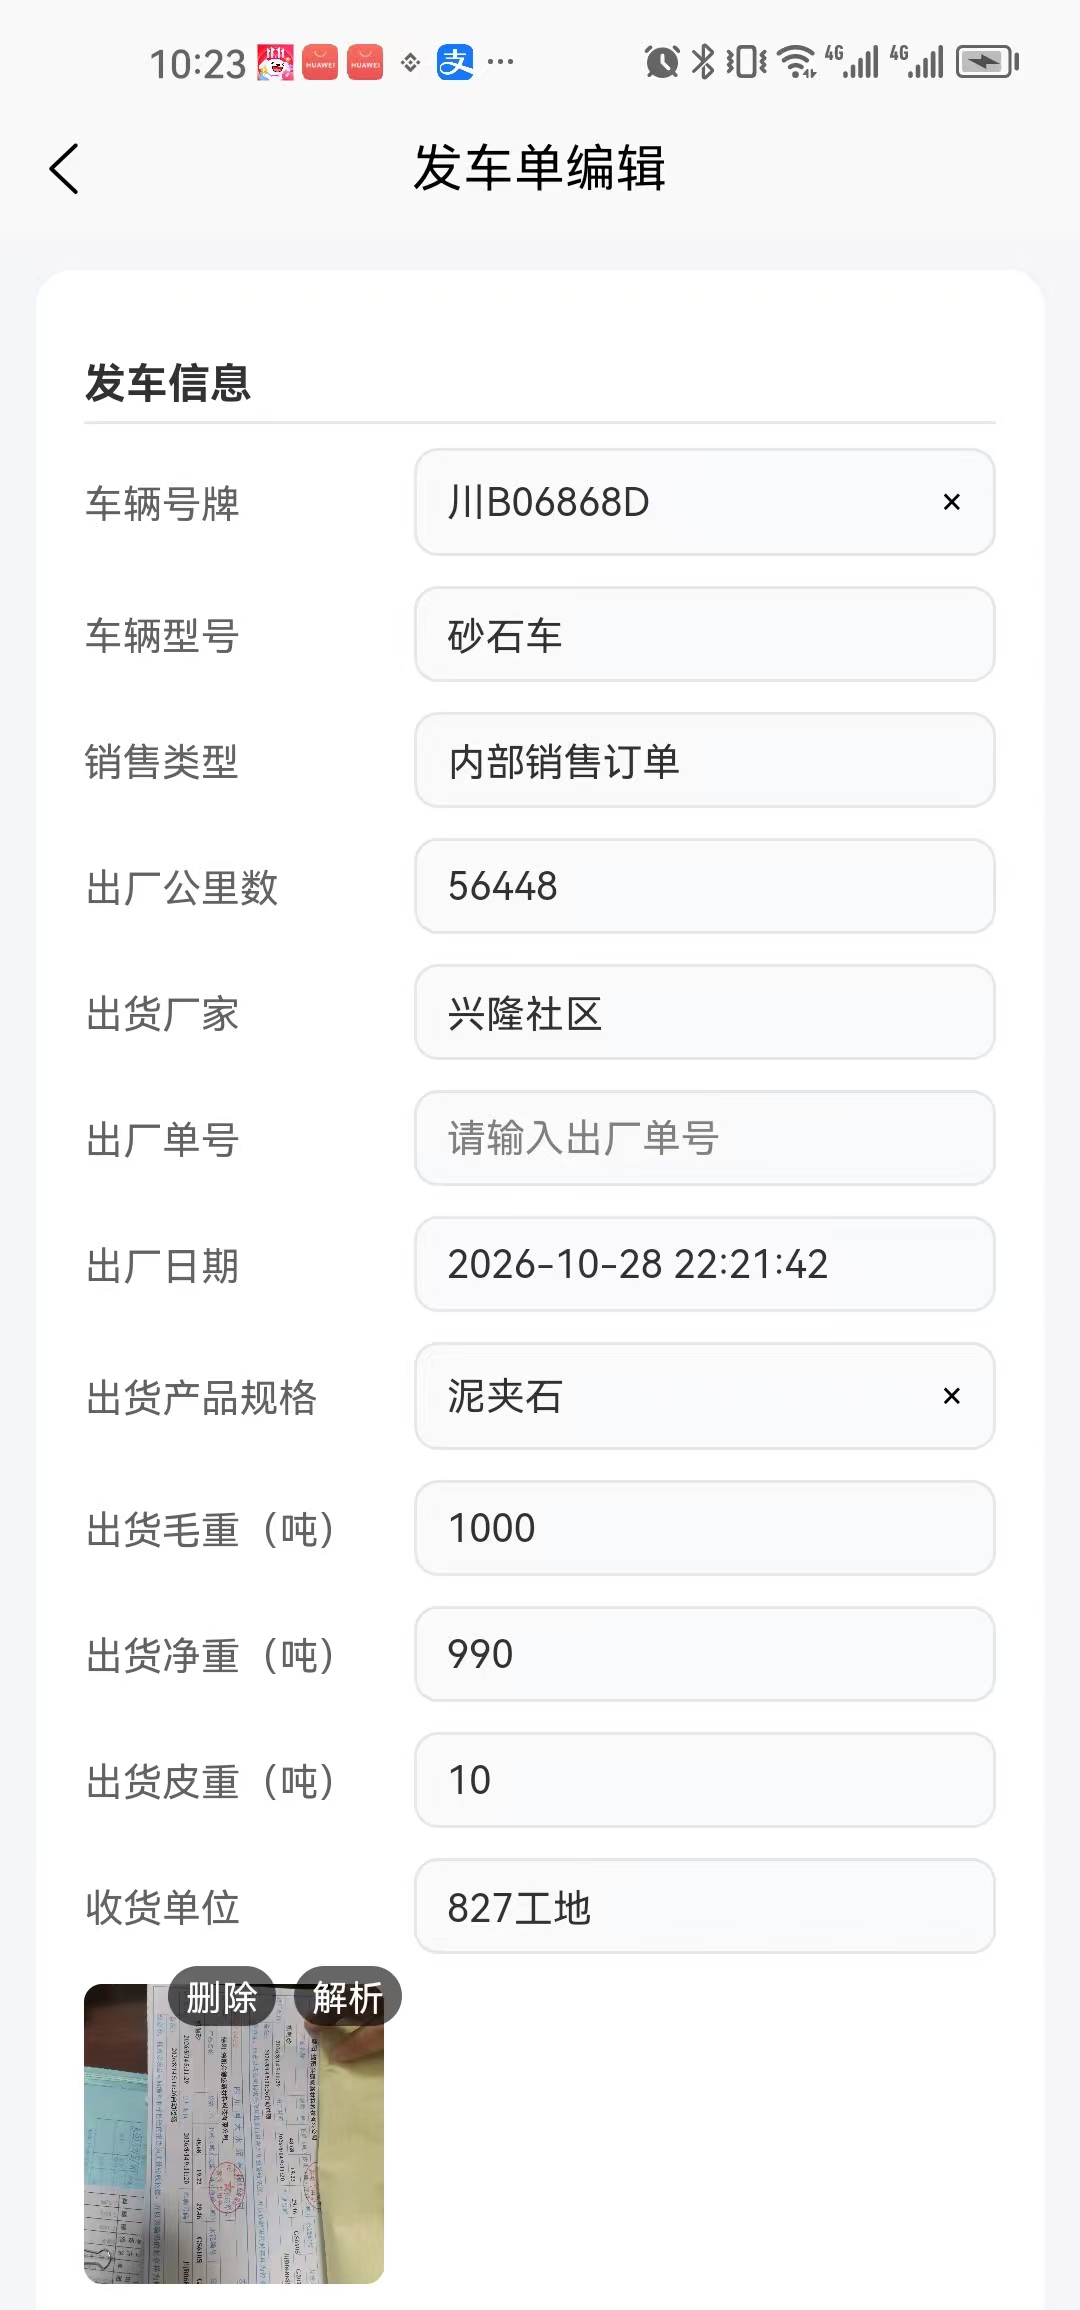 10:23
HUAWEI HUAWEI 支 ... 4G 4G
发车单编辑
发车信息
车辆号牌 川B06868D ×
车辆型号 砂石车
销售类型 内部销售订单
出厂公里数 56448
出货厂家 兴隆社区
出厂单号 请输入出厂单号
出厂日期 2026-10-28 22:21:42
出货产品规格 泥夹石 ×
出货毛重（吨） 1000
出货净重（吨） 990
出货皮重（吨） 10
收货单位 827工地
删除 解析